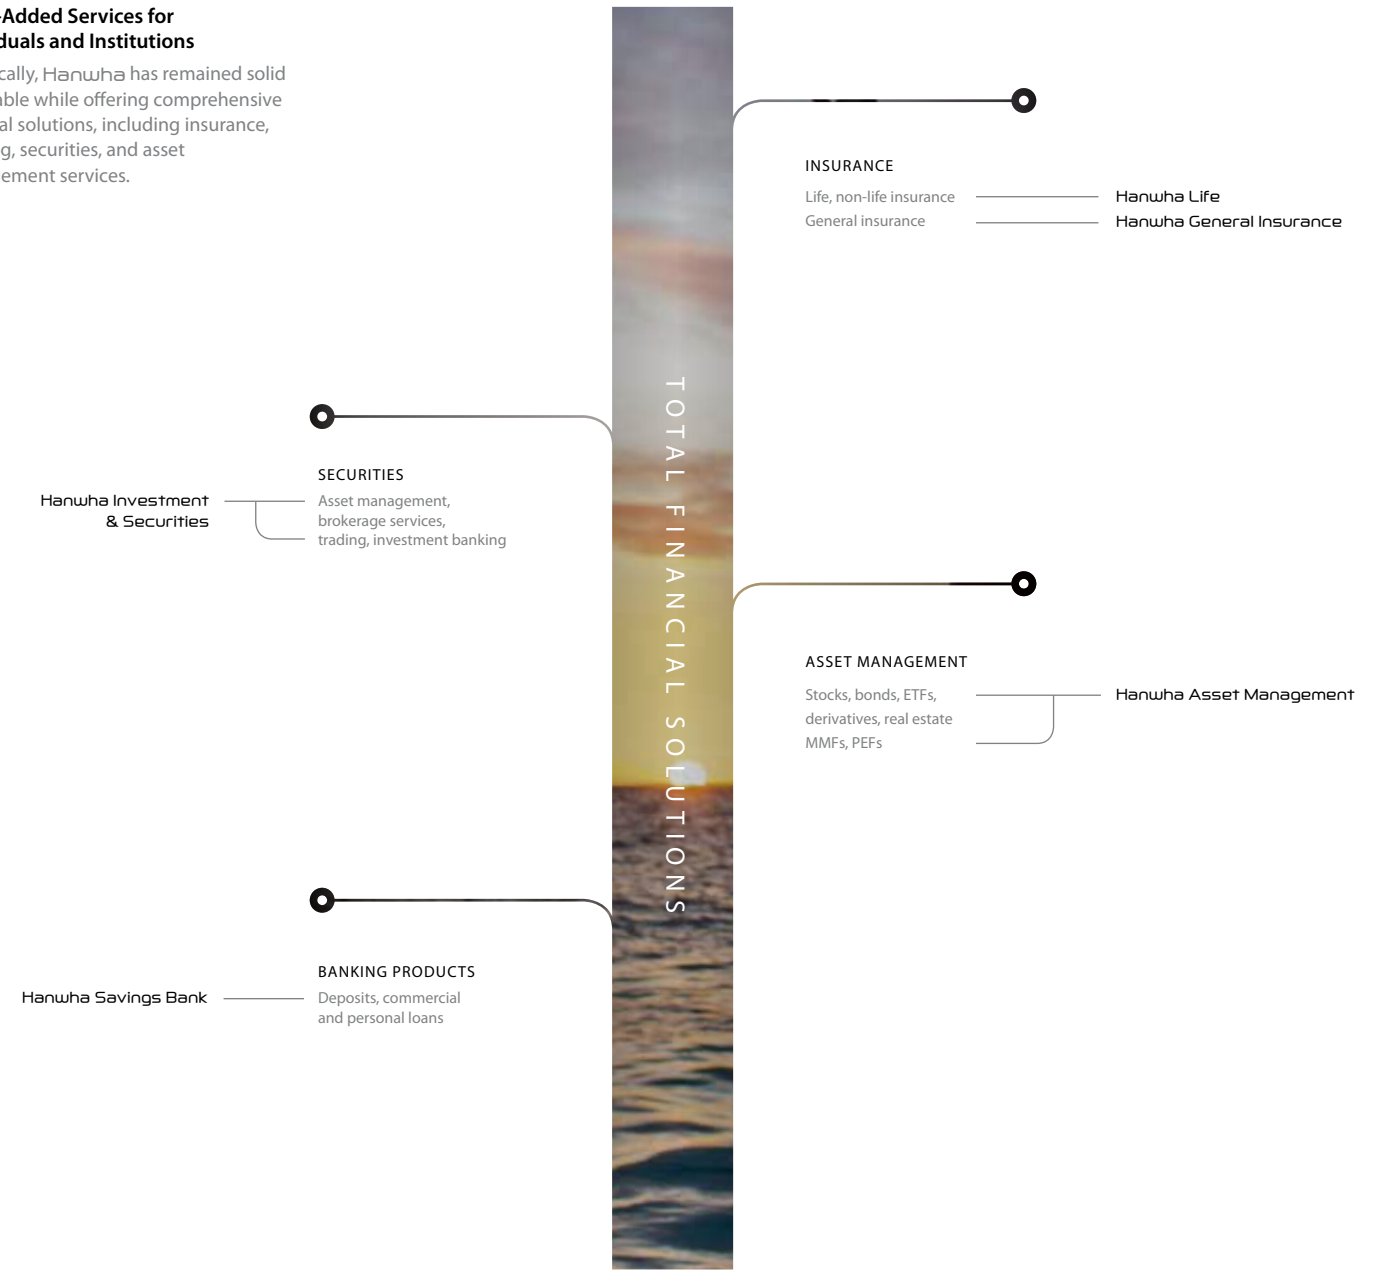 -Added Services for
duals and Institutions
cally, Hanwha has remained solid
able while offering comprehensive
al solutions, including insurance,
g, securities, and asset
ement services.
INSURANCE
Life, non-life insurance
Hanwha Life
General insurance
Hanwha General Insurance
TOTAL FINANCIAL SOLUTIONS
SECURITIES
Hanwha Investment
& Securities
Asset management,
brokerage services,
trading, investment banking
ASSET MANAGEMENT
Stocks, bonds, ETFs,
derivatives, real estate
MMFs, PEFs
Hanwha Asset Management
BANKING PRODUCTS
Hanwha Savings Bank
Deposits, commercial
and personal loans